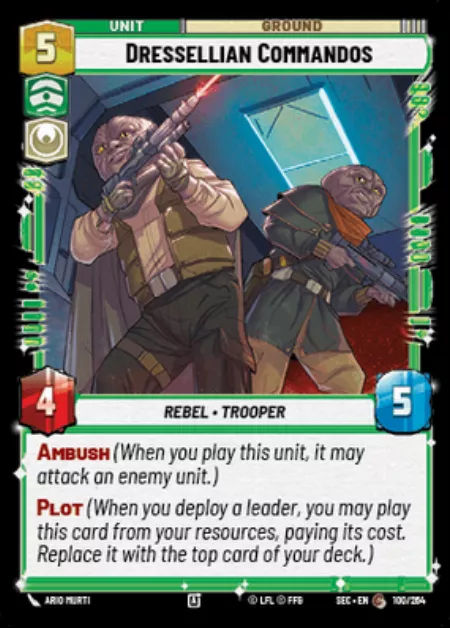 UNIT GROUND
5 DRESSELLIAN COMMANDOS
4 REBEL • TROOPER 5
AMBUSH (When you play this unit, it may
attack an enemy unit.)
PLOT (When you deploy a leader, you may play
this card from your resources, paying its cost.
Replace it with the top card of your deck.)
ARIO MURTI A © LFL © FFG SEC • EN 100/264